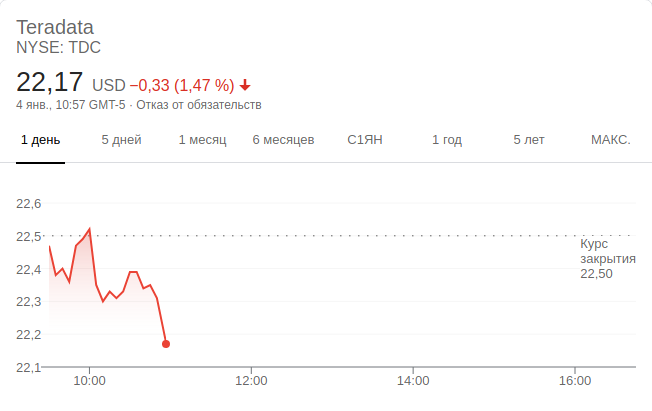 Teradata
NYSE: TDC
22,17 USD −0,33 (1,47 %)
4 янв., 10:57 GMT-5 · Отказ от обязательств
1 день 5 дней 1 месяц 6 месяцев С1ЯН 1 год 5 лет МАКС.
22,6
22,5
Курс
закрытия
22,50
22,4
22,3
22,2
22,1
10:00 12:00 14:00 16:00